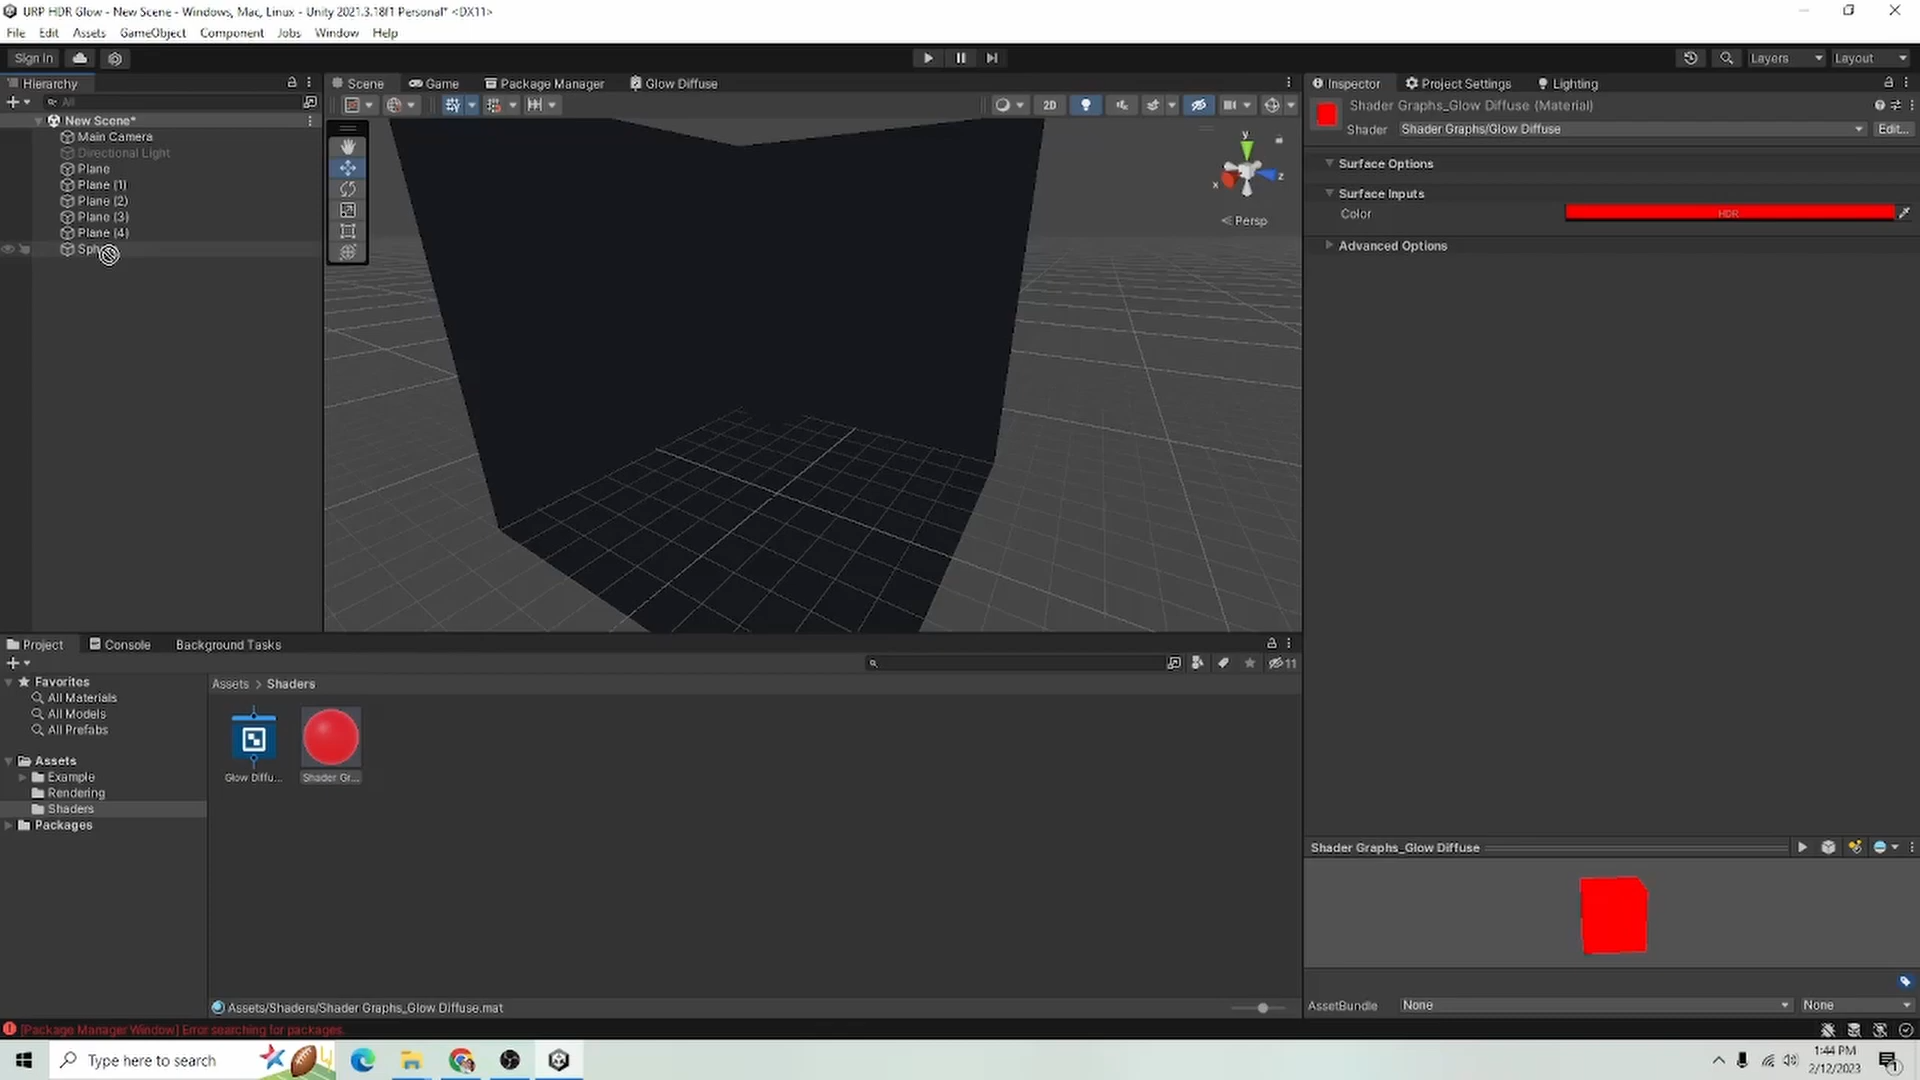 URP HDR Glow - New Scene - Windows, Mac, Linux - Unity 2021.3.18f1 Personal* <DX11>
File Edit Assets GameObject Component Jobs Window Help
Sign In
Layers
Layout
Hierarchy
Scene
Game
Package Manager
Glow Diffuse
Inspector
Project Settings
Lighting
All
2D
New Scene*
Main Camera
Directional Light
Plane
Plane (1)
Plane (2)
Plane (3)
Plane (4)
y
x
z
Persp
Shader Graphs_Glow Diffuse (Material)
Shader
Shader Graphs/Glow Diffuse
Edit...
Surface Options
Surface Inputs
Color
HDR
Advanced Options
Project
Console
Background Tasks
11
Favorites
All Materials
All Models
All Prefabs
Assets
Example
Rendering
Shaders
Packages
Assets > Shaders
Glow Diffu...
Shader Gr...
Assets/Shaders/Shader Graphs_Glow Diffuse.mat
Shader Graphs_Glow Diffuse
AssetBundle
None
None
[Package Manager Window] Error searching for packages.
Type here to search
1:44 PM
2/12/2023
1